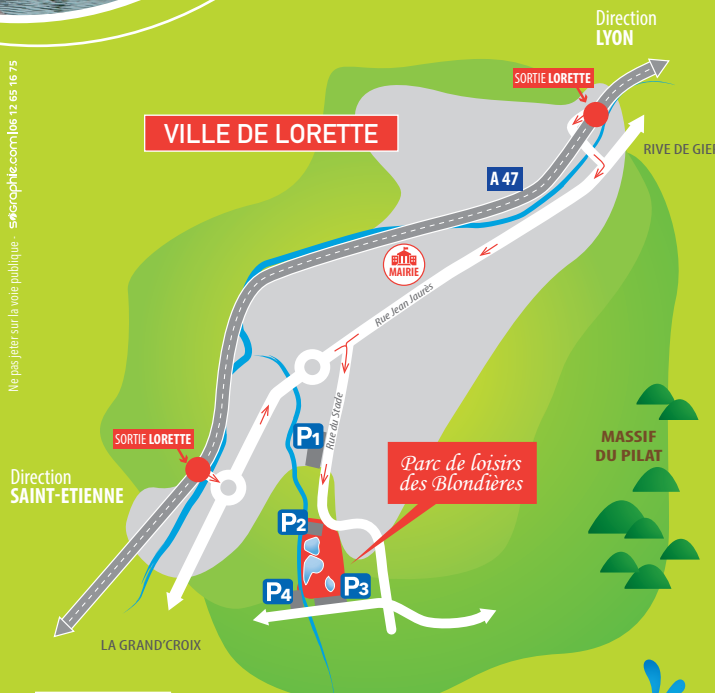 Direction
LYON
SORTIE LORETTE
VILLE DE LORETTE
RIVE DE GIE
A 47
MAIRIE
Rue Jean Jaurès
Rue du Stade
P1
SORTIE LORETTE
Direction
SAINT-ETIENNE
Parc de loisirs
des Blondières
MASSIF
DU PILAT
P2
P4
P3
LA GRAND'CROIX
Ne pas jeter sur la voie publique - sographie.com 06 12 65 16 75